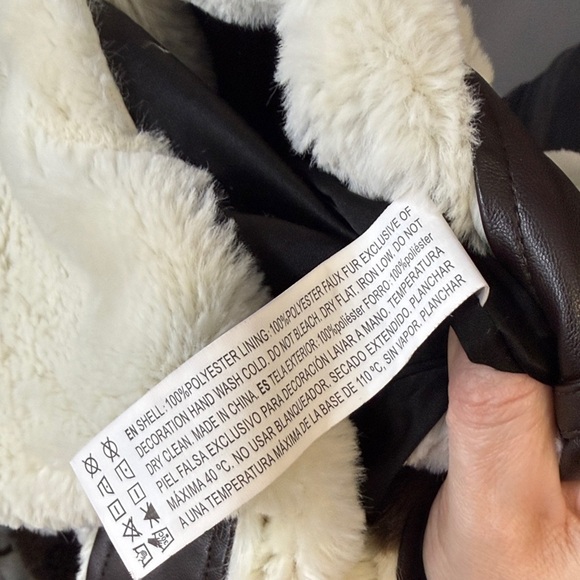 EN SHELL: 100%POLYESTER LINING: 100%POLYESTER FAUX FUR EXCLUSIVE OF
DECORATION HAND WASH COLD. DO NOT BLEACH. DRY FLAT. IRON LOW. DO NOT
DRY CLEAN. MADE IN CHINA. ES TELA EXTERIOR: 100%poliéster FORRO: 100%poliéster
PIEL FALSA EXCLUSIVO PARA DECORACIÓN LAVAR A MANO. TEMPERATURA
MÁXIMA 40 ºC, NO USAR BLANQUEADOR. SECADO EXTENDIDO. PLANCHAR
A UNA TEMPERATURA MÁXIMA DE LA BASE DE 110 ºC, SIN VAPOR. PLANCHAR